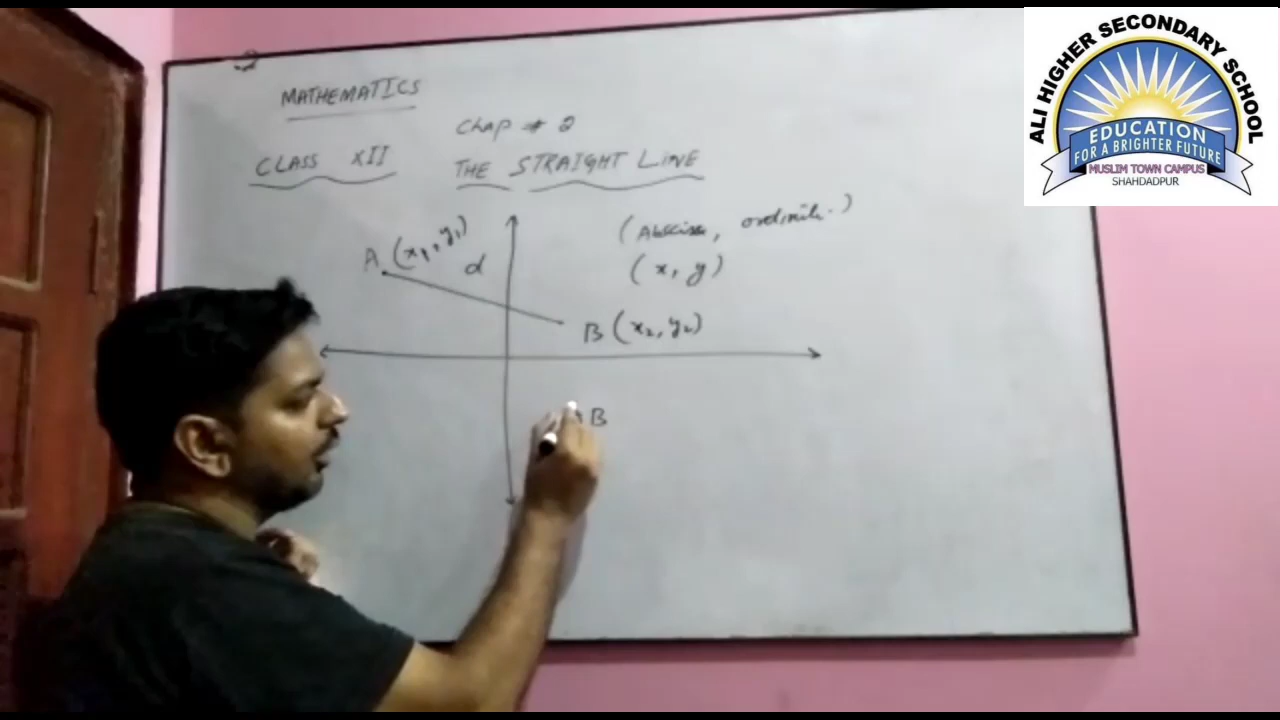 MATHEMATICS
Chap # 2
CLASS XII THE STRAIGHT LINE
(Abscissa, ordinate.)
A (x₁, y₁)
d
(x, y)
B (x₂, y₂)
B
ALI HIGHER SECONDARY SCHOOL
EDUCATION
FOR A BRIGHTER FUTURE
MUSLIM TOWN CAMPUS
SHAHDADPUR